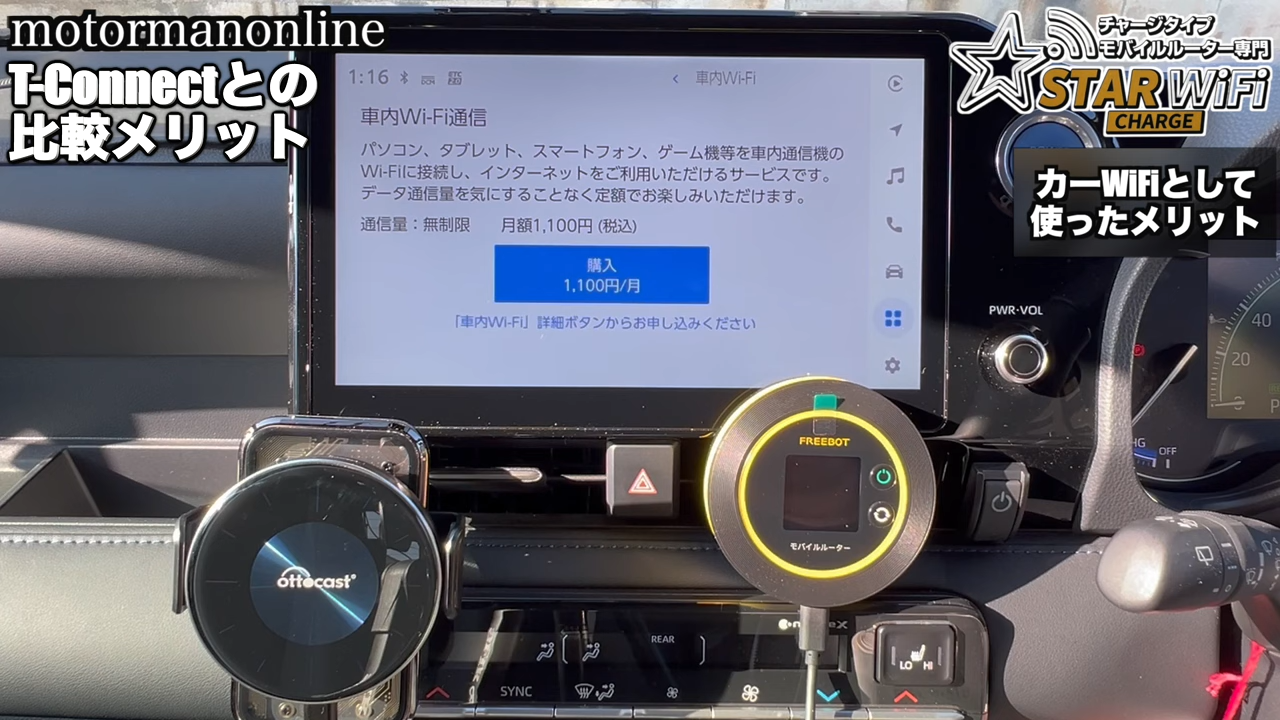 motormanonline
T-Connectとの
比較メリット
チャージタイプ
モバイルルーター専門
STAR WiFi
CHARGE
カーWiFiとして
使ったメリット
1:16
車内Wi-Fi
車内Wi-Fi通信
パソコン、タブレット、スマートフォン、ゲーム機等を車内通信機の
Wi-Fiに接続し、インターネットをご利用いただけるサービスです。
データ通信量を気にすることなく定額でお楽しみいただけます。
通信量：無制限 月額1,100円 (税込)
購入
1,100円/月
「車内Wi-Fi」詳細ボタンからお申し込みください
PWR·VOL
40
20
HG
OFF
P
FREEBOT
モバイルルーター
ottocast
REAR
SYNC
LO HI